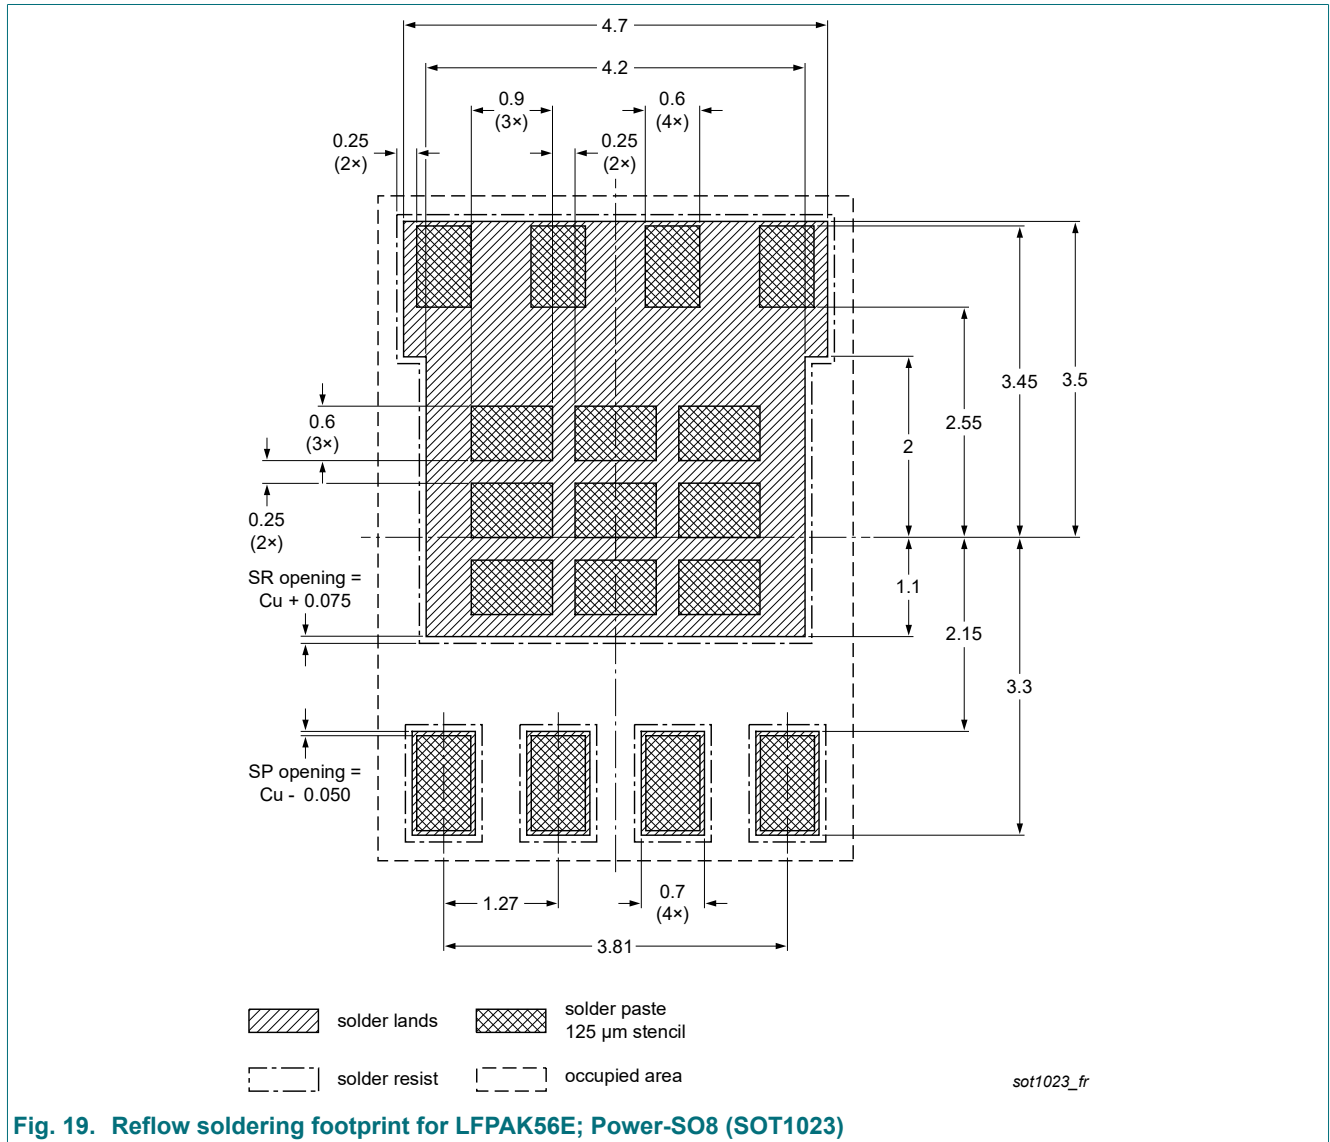 4.7
4.2
0.9
(3×)
0.6
(4×)
0.25
(2×)
0.25
(2×)
3.45
3.5
2.55
2
0.6
(3×)
0.25
(2×)
SR opening =
Cu + 0.075
1.1
2.15
3.3
SP opening =
Cu - 0.050
1.27
0.7
(4×)
3.81
solder lands
solder paste
125 µm stencil
solder resist
occupied area
sot1023_fr
Fig. 19. Reflow soldering footprint for LFPAK56E; Power-SO8 (SOT1023)